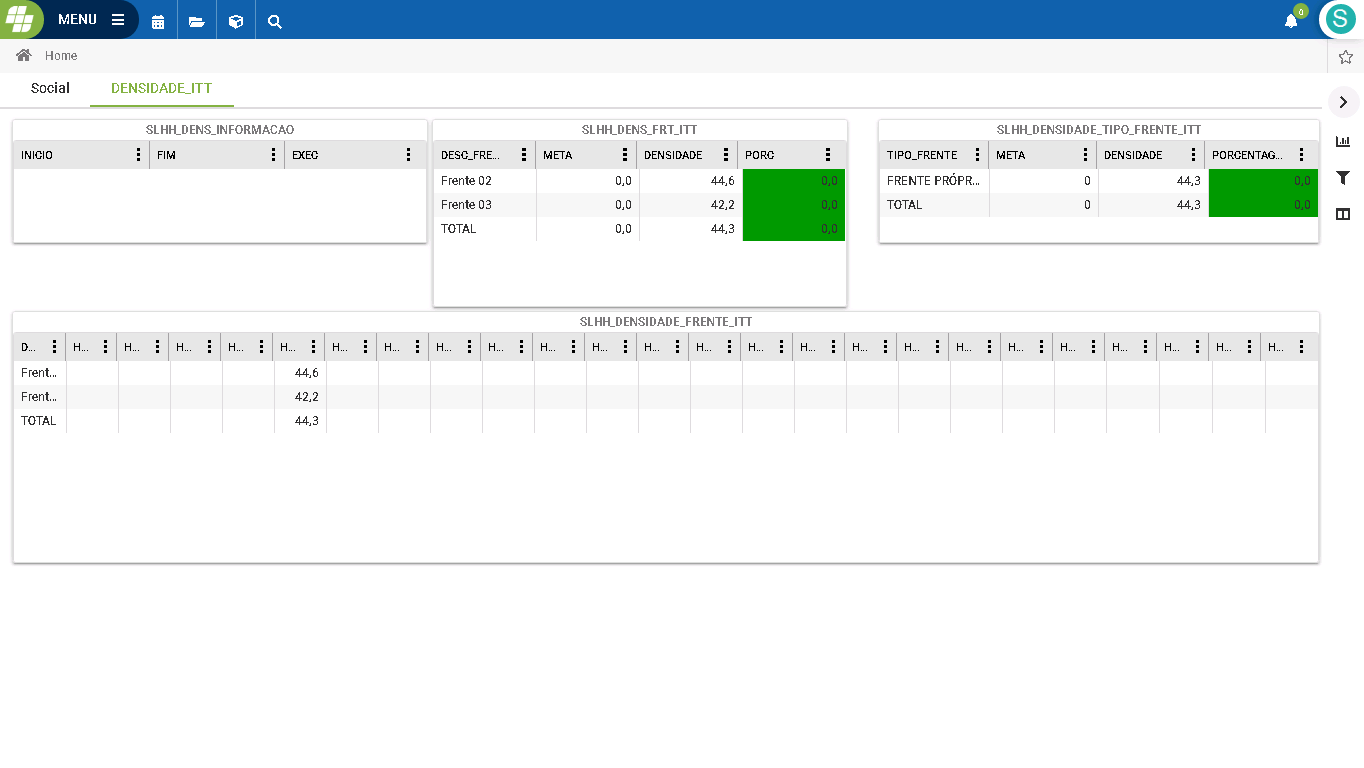 MENU
0
S
Home
Social DENSIDADE_ITT
SLHH_DENS_INFORMACAO
INICIO FIM EXEC
SLHH_DENS_FRT_ITT
DESC_FRE... META DENSIDADE PORC
Frente 02 0,0 44,6 0,0
Frente 03 0,0 42,2 0,0
TOTAL 0,0 44,3 0,0
SLHH_DENSIDADE_TIPO_FRENTE_ITT
TIPO_FRENTE META DENSIDADE PORCENTAG...
FRENTE PRÓPR... 0 44,3 0,0
TOTAL 0 44,3 0,0
SLHH_DENSIDADE_FRENTE_ITT
D... H... H... H... H... H... H... H... H... H... H... H... H... H... H... H... H... H... H... H... H... H... H... H... H...
Frent... 44,6
Frent... 42,2
TOTAL 44,3